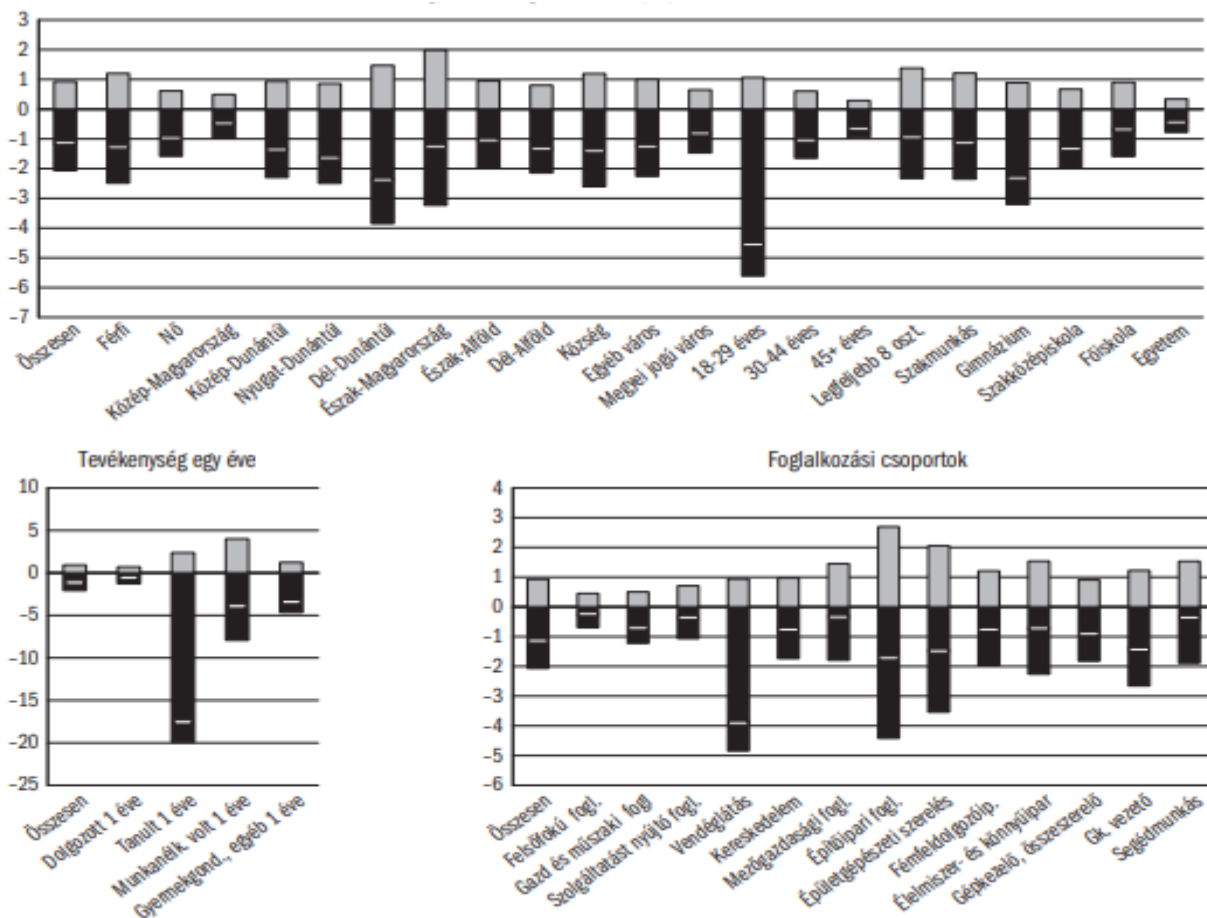 3
2
1
0
–1
–2
–3
–4
–5
–6
–7
Összesen
Férfi
Nő
Közép-Magyarország
Közép-Dunántúl
Nyugat-Dunántúl
Dél-Dunántúl
Észak-Magyarország
Észak-Alföld
Dél-Alföld
Község
Egyéb város
Megyei jogú város
18-29 éves
30-44 éves
45+ éves
Legfeljebb 8 oszt.
Szakmunkás
Gimnázium
Szakközépiskola
Főiskola
Egyetem
Tevékenység egy éve
10
5
0
–5
–10
–15
–20
–25
Összesen
Dolgozott 1 éve
Tanult 1 éve
Munkanélk. volt 1 éve
Gyermekgond., egyéb 1 éve
Foglalkozási csoportok
4
3
2
1
0
–1
–2
–3
–4
–5
–6
Összesen
Felsőfokú fogl.
Gazd és műszaki fogl
Szolgáltatást nyújtó fogl.
Vendéglátás
Kereskedelem
Mezőgazdasági fogl.
Építőipari fogl.
Épületgépészeti szerelés
Fémfeldolgozóip.
Élelmiszer- és könnyűipar
Gépkezelő, összeszerelő
Gk. vezető
Segédmunkás